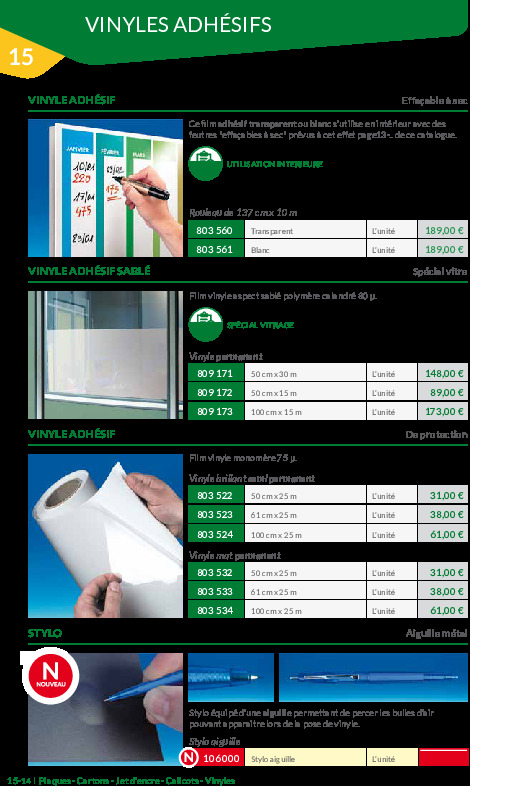 VINYLES ADHÉSIFS
15
VINYLE ADHÉSIF Effaçable à sec
JANVIER FÉVRIER MARS
Ce film adhésif transparent ou blanc s'utilise en intérieur avec des
feutres "effaçables à sec" prévus à cet effet page13-. de ce catalogue.
UTILISATION INTERIEURE
Rouleau de 137 cm x 10 m
803 560 Transparent L'unité 189,00 €
803 561 Blanc L'unité 189,00 €
VINYLE ADHÉSIF SABLÉ Spécial vitre
Film vinyle aspect sablé polymère calandré 80 µ.
SPÉCIAL VITRAGE
Vinyle permanent
809 171 50 cm x 30 m L'unité 148,00 €
809 172 50 cm x 15 m L'unité 89,00 €
809 173 100 cm x 15 m L'unité 173,00 €
VINYLE ADHÉSIF De protection
Film vinyle monomère 75 µ.
Vinyle brillant semi permanent
803 522 50 cm x 25 m L'unité 31,00 €
803 523 61 cm x 25 m L'unité 38,00 €
803 524 100 cm x 25 m L'unité 61,00 €
Vinyle mat permanent
803 532 50 cm x 25 m L'unité 31,00 €
803 533 61 cm x 25 m L'unité 38,00 €
803 534 100 cm x 25 m L'unité 61,00 €
STYLO Aiguille métal
N
NOUVEAU
Stylo équipé d'une aiguille permettant de percer les bulles d'air
pouvant apparaitre lors de la pose de vinyle.
Stylo aiguille
N 106000 Stylo aiguille L'unité
15-14 | Plaques - Cartons - Jet d'encre - Calicots - Vinyles